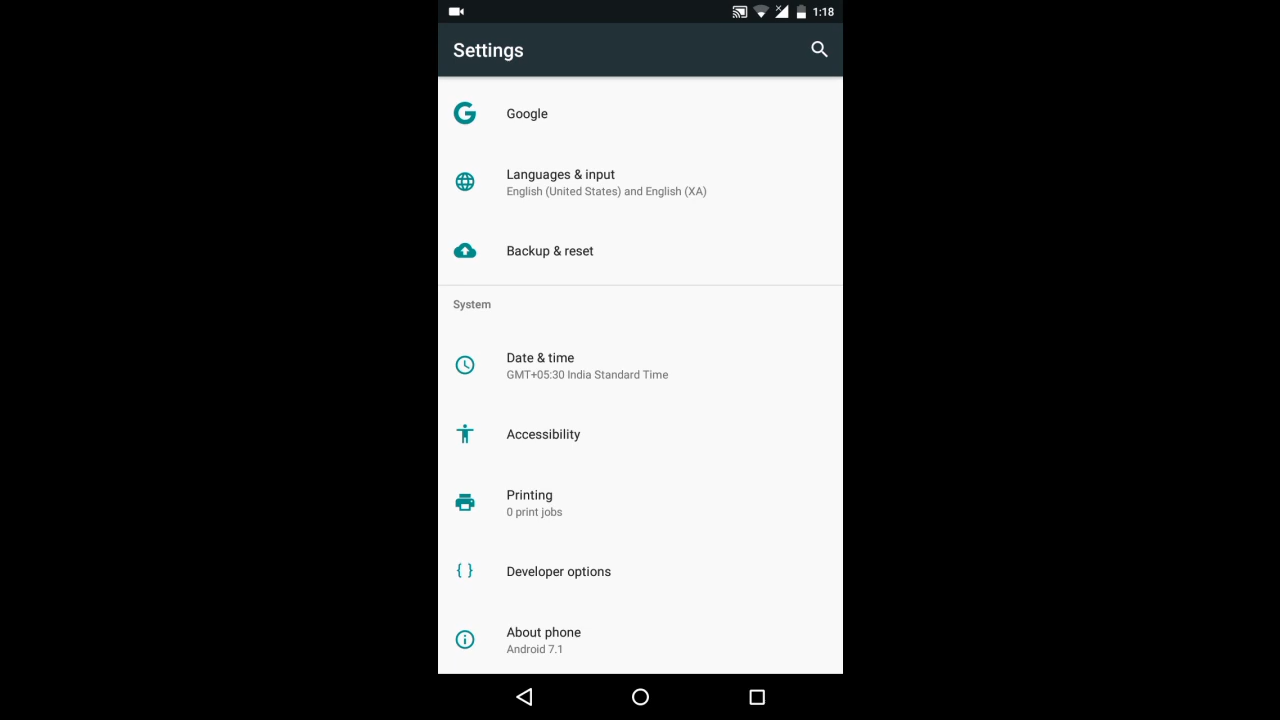 1:18
Settings
Google
Languages & input
English (United States) and English (XA)
Backup & reset
System
Date & time
GMT+05:30 India Standard Time
Accessibility
Printing
0 print jobs
Developer options
About phone
Android 7.1